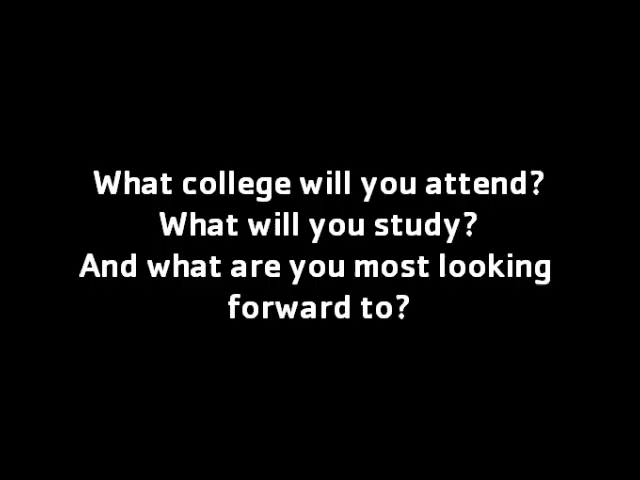 What college will you attend?
What will you study?
And what are you most looking
forward to?